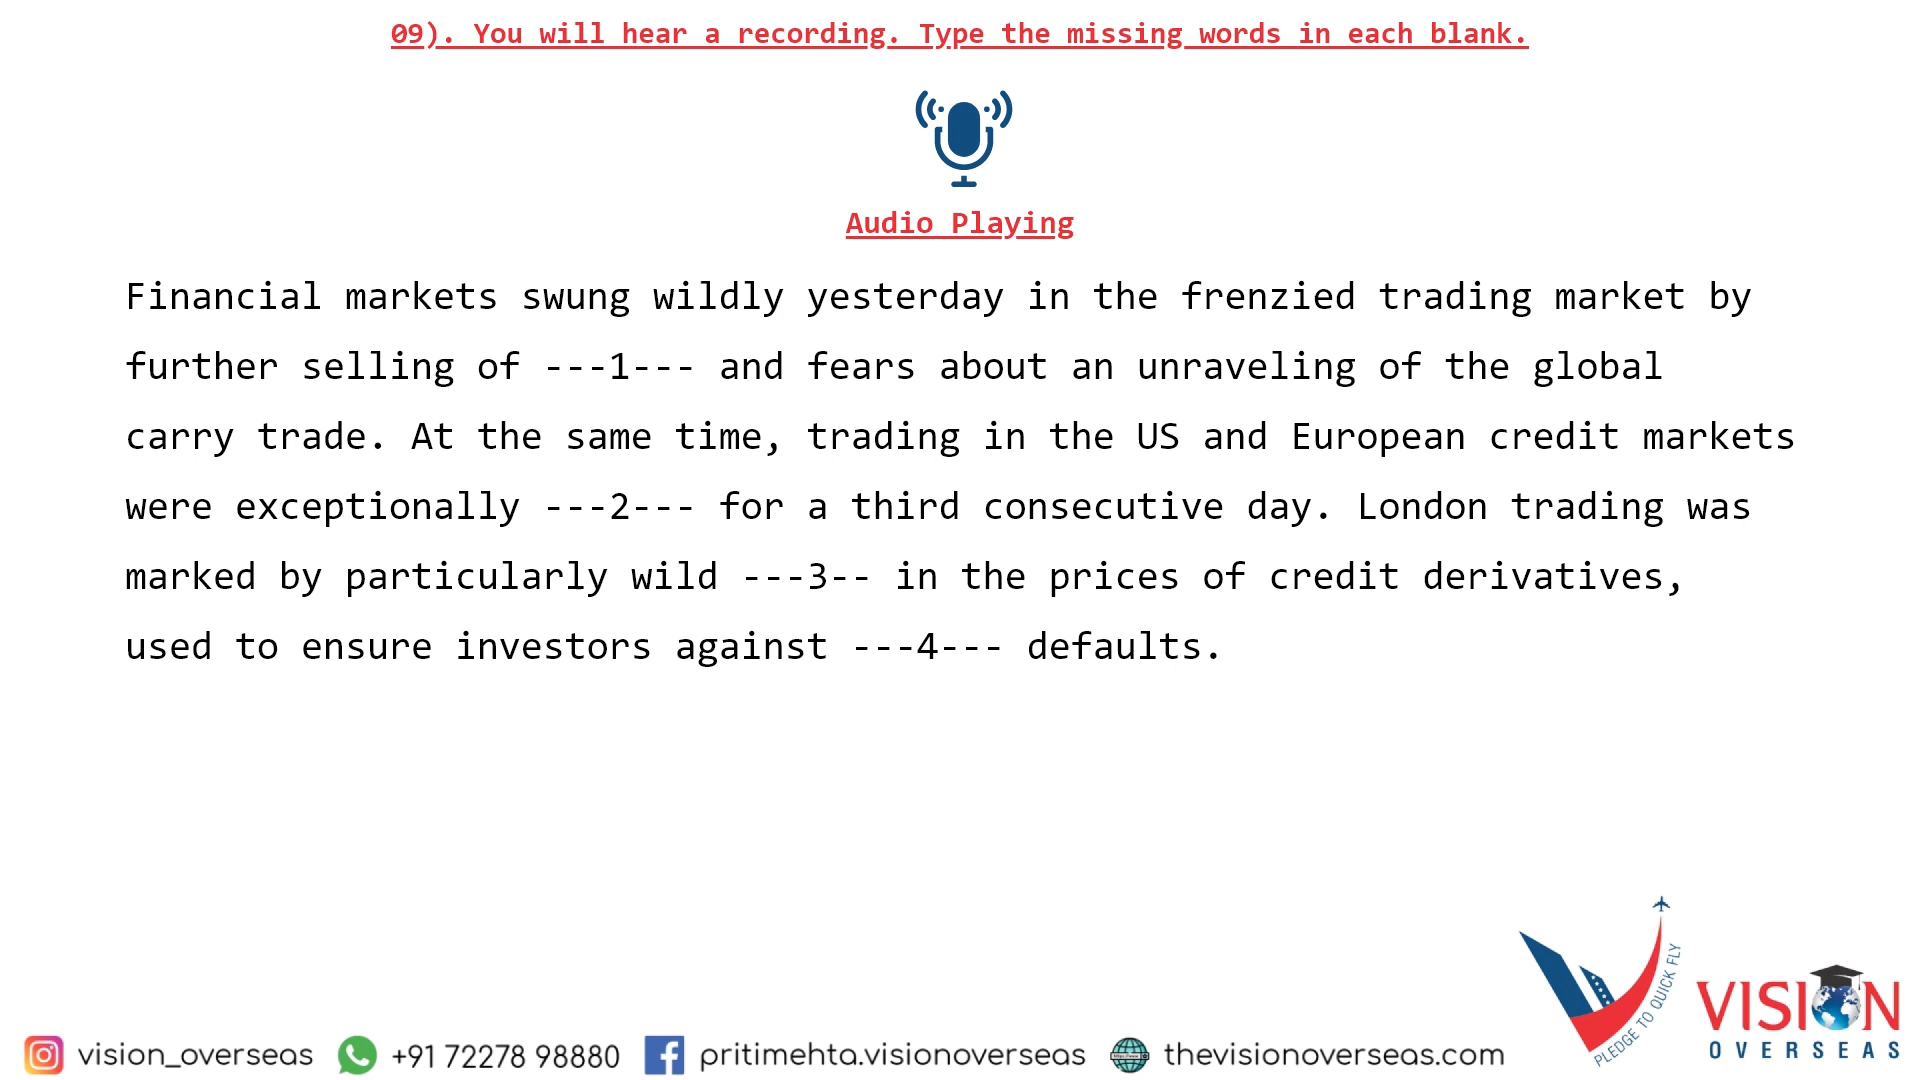 09). You will hear a recording. Type the missing words in each blank.
Audio Playing
Financial markets swung wildly yesterday in the frenzied trading market by
further selling of ---1--- and fears about an unraveling of the global
carry trade. At the same time, trading in the US and European credit markets
were exceptionally ---2--- for a third consecutive day. London trading was
marked by particularly wild ---3-- in the prices of credit derivatives,
used to ensure investors against ---4--- defaults.
PLEDGE TO QUICK FLY
VISION
OVERSEAS
vision_overseas
+91 72278 98880
pritimehta.visionoverseas
thevisionoverseas.com